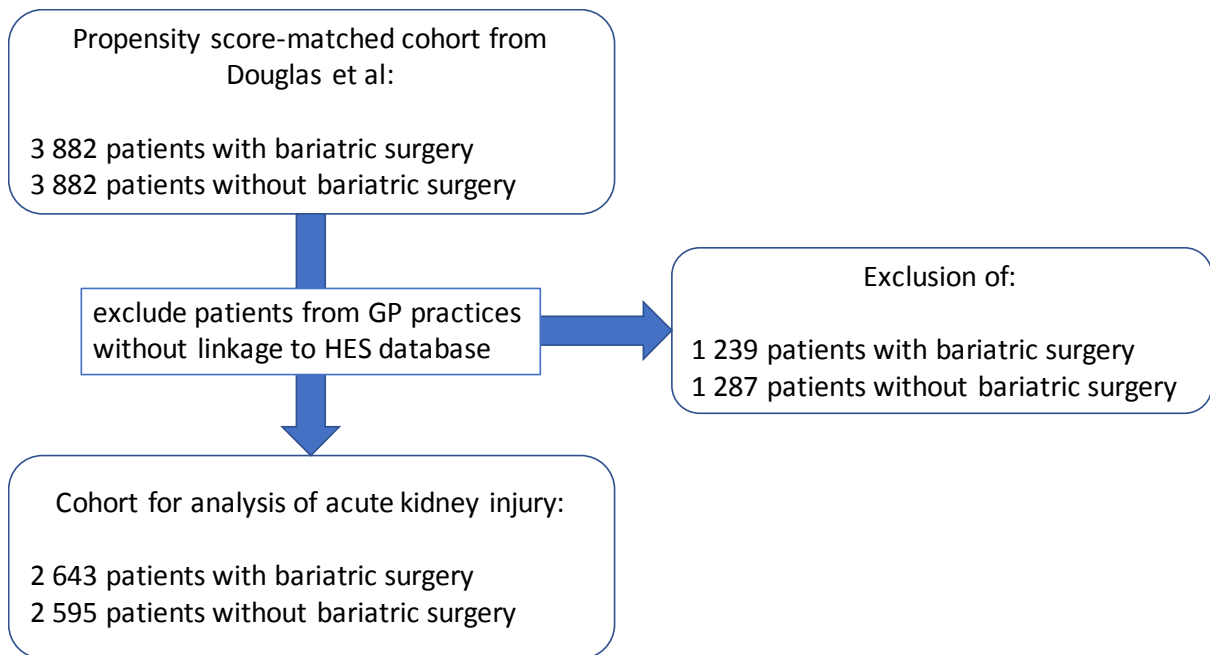 Propensity score-matched cohort from
Douglas et al:
3 882 patients with bariatric surgery
3 882 patients without bariatric surgery
exclude patients from GP practices
without linkage to HES database
Exclusion of:
1 239 patients with bariatric surgery
1 287 patients without bariatric surgery
Cohort for analysis of acute kidney injury:
2 643 patients with bariatric surgery
2 595 patients without bariatric surgery